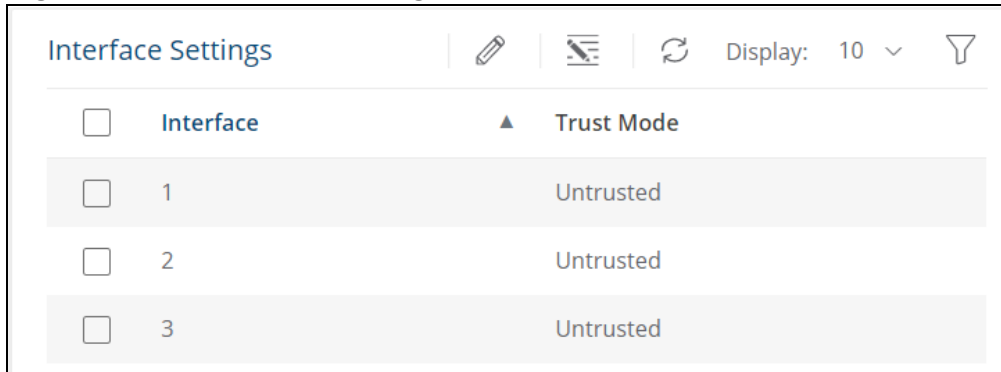 Interface Settings Display: 10
Interface ▲ Trust Mode
1 Untrusted
2 Untrusted
3 Untrusted